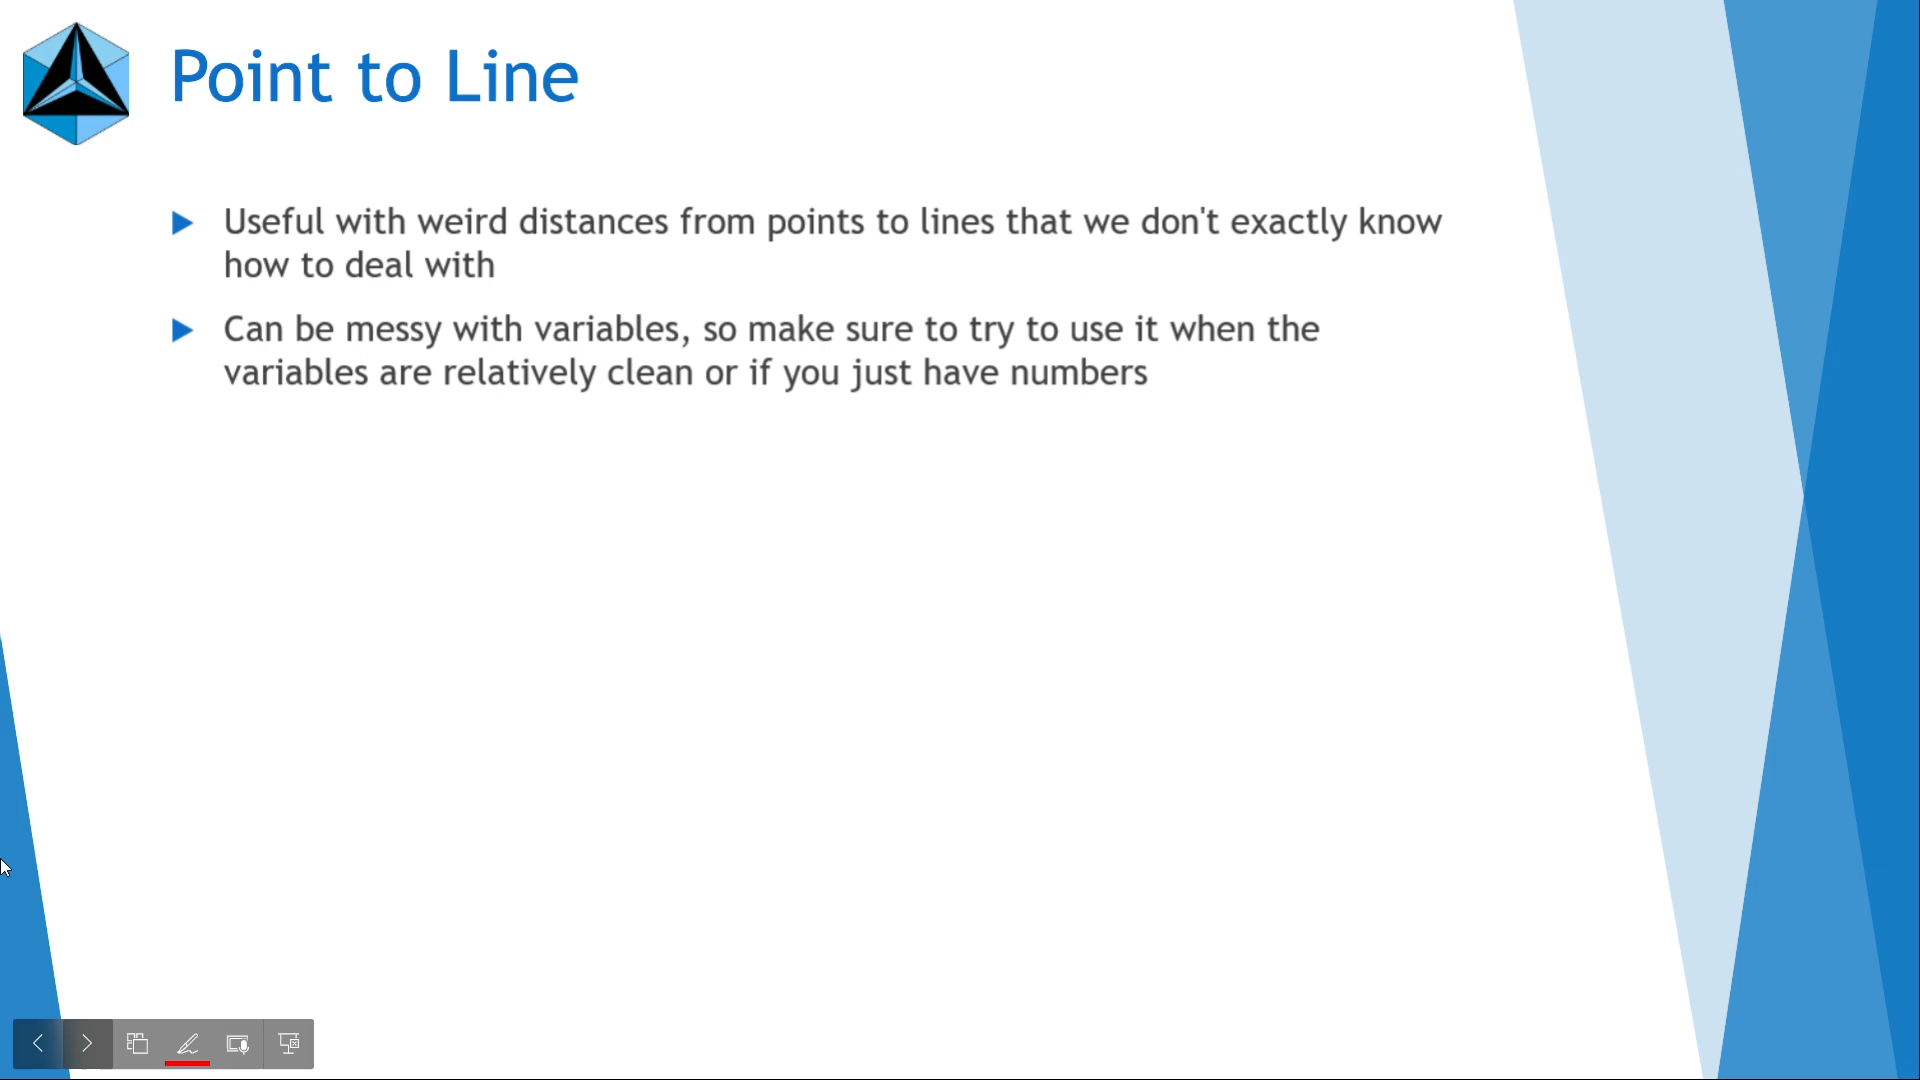 Point to Line
Useful with weird distances from points to lines that we don't exactly know
how to deal with
Can be messy with variables, so make sure to try to use it when the
variables are relatively clean or if you just have numbers